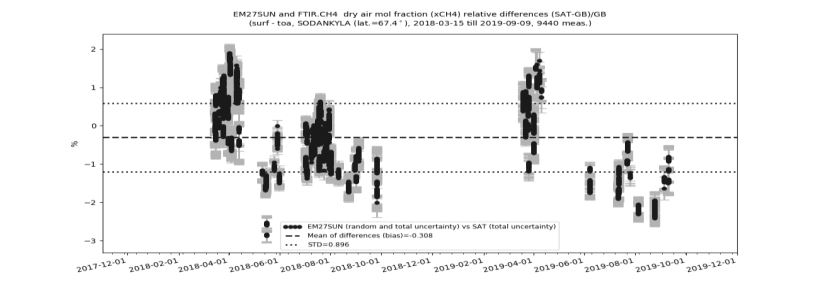 EM27SUN and FTIR.CH4 dry air mol fraction (xCH4) relative differences (SAT-GB)/GB
(surf - toa, SODANKYLA (lat.=67.4°), 2018-03-15 till 2019-09-09, 9440 meas.)
%
2
1
0
−1
−2
−3
EM27SUN (random and total uncertainty) vs SAT (total uncertainty)
Mean of differences (bias)=-0.308
STD=0.896
2017-12-01 2018-02-01 2018-04-01 2018-06-01 2018-08-01 2018-10-01 2018-12-01 2019-02-01 2019-04-01 2019-06-01 2019-08-01 2019-10-01 2019-12-01